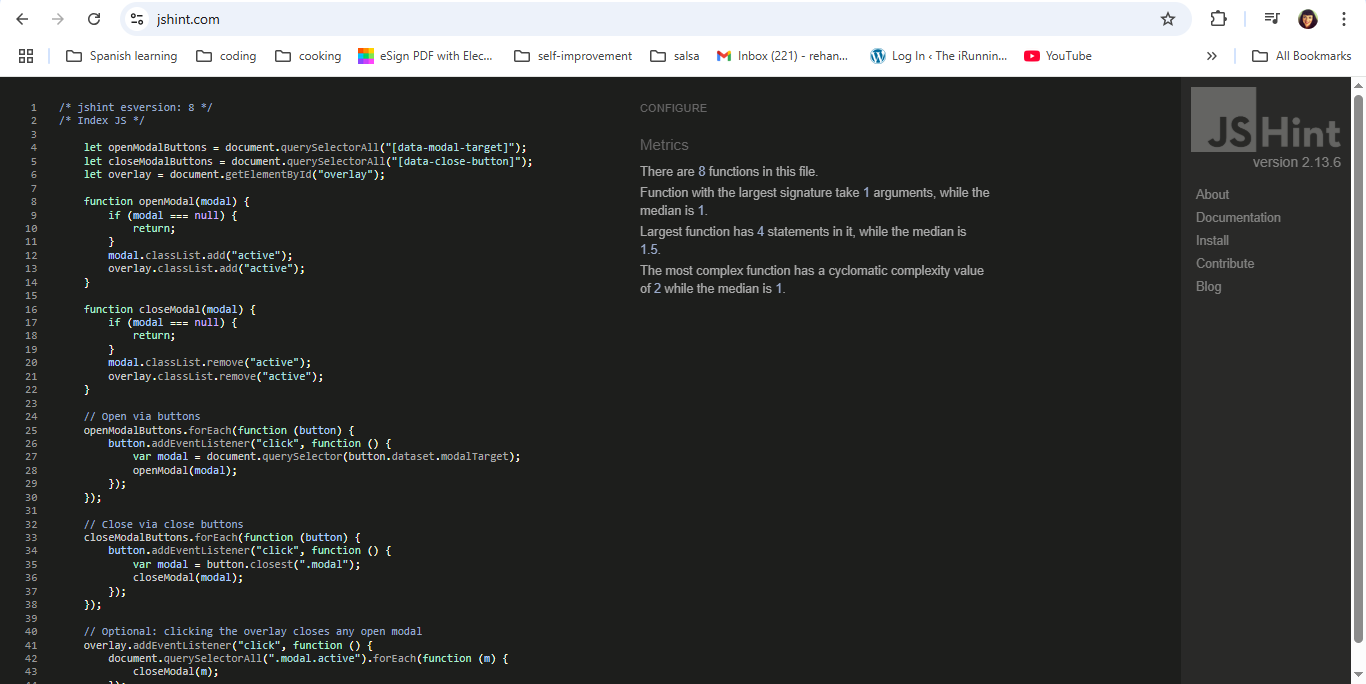 jshint.com
Spanish learning coding cooking eSign PDF with Elec... self-improvement salsa Inbox (221) - rehan... Log In ‹ The iRunnin... YouTube » All Bookmarks
1 /* jshint esversion: 8 */
2 /* Index JS */
3
4 let openModalButtons = document.querySelectorAll("[data-modal-target]");
5 let closeModalButtons = document.querySelectorAll("[data-close-button]");
6 let overlay = document.getElementById("overlay");
7
8 function openModal(modal) {
9 if (modal === null) {
10 return;
11 }
12 modal.classList.add("active");
13 overlay.classList.add("active");
14 }
15
16 function closeModal(modal) {
17 if (modal === null) {
18 return;
19 }
20 modal.classList.remove("active");
21 overlay.classList.remove("active");
22 }
23
24 // Open via buttons
25 openModalButtons.forEach(function (button) {
26 button.addEventListener("click", function () {
27 var modal = document.querySelector(button.dataset.modalTarget);
28 openModal(modal);
29 });
30 });
31
32 // Close via close buttons
33 closeModalButtons.forEach(function (button) {
34 button.addEventListener("click", function () {
35 var modal = button.closest(".modal");
36 closeModal(modal);
37 });
38 });
39
40 // Optional: clicking the overlay closes any open modal
41 overlay.addEventListener("click", function () {
42 document.querySelectorAll(".modal.active").forEach(function (m) {
43 closeModal(m);
CONFIGURE
Metrics
There are 8 functions in this file.
Function with the largest signature take 1 arguments, while the
median is 1.
Largest function has 4 statements in it, while the median is
1.5.
The most complex function has a cyclomatic complexity value
of 2 while the median is 1.
JSHint
version 2.13.6
About
Documentation
Install
Contribute
Blog